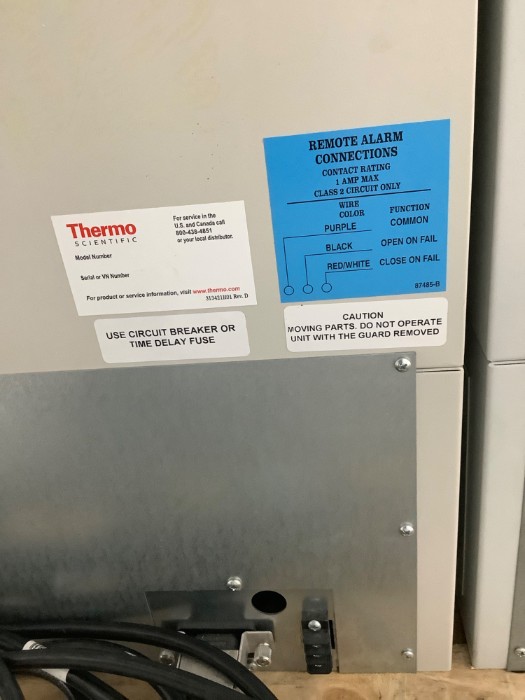 REMOTE ALARM
CONNECTIONS
CONTACT RATING
1 AMP MAX
CLASS 2 CIRCUIT ONLY
WIRE
COLOR
FUNCTION
PURPLE
COMMON
BLACK
OPEN ON FAIL
RED/WHITE
CLOSE ON FAIL
87485-D
Thermo
SCIENTIFIC
For service in the
U.S. and Canada call
800-438-4851
or your local distributor.
Model Number
Serial or VN Number
For product or service information, visit www.thermo.com
Rev. D
USE CIRCUIT BREAKER OR
TIME DELAY FUSE
CAUTION
MOVING PARTS. DO NOT OPERATE
UNIT WITH THE GUARD REMOVED